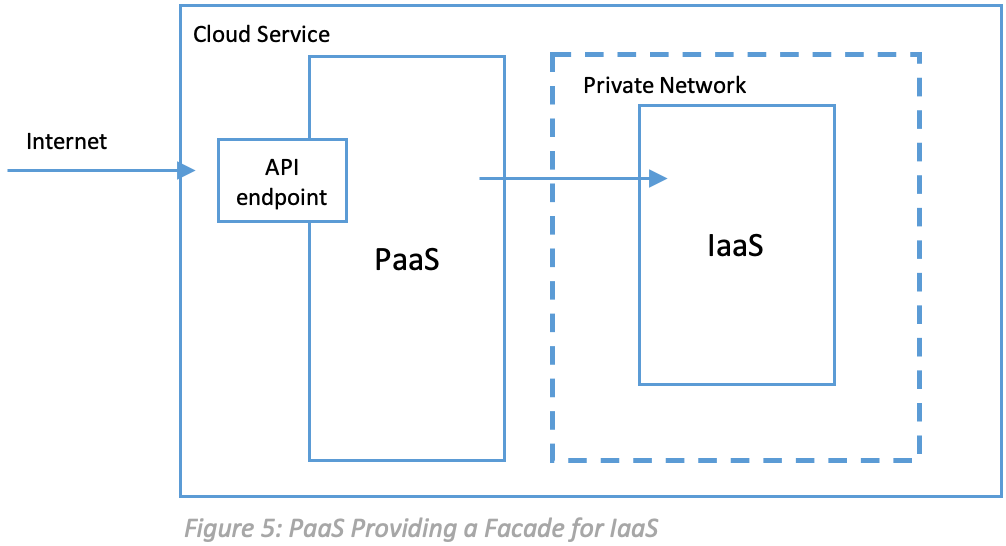 Cloud Service
Private Network
Internet
API
endpoint
PaaS
IaaS
Figure 5: PaaS Providing a Facade for IaaS